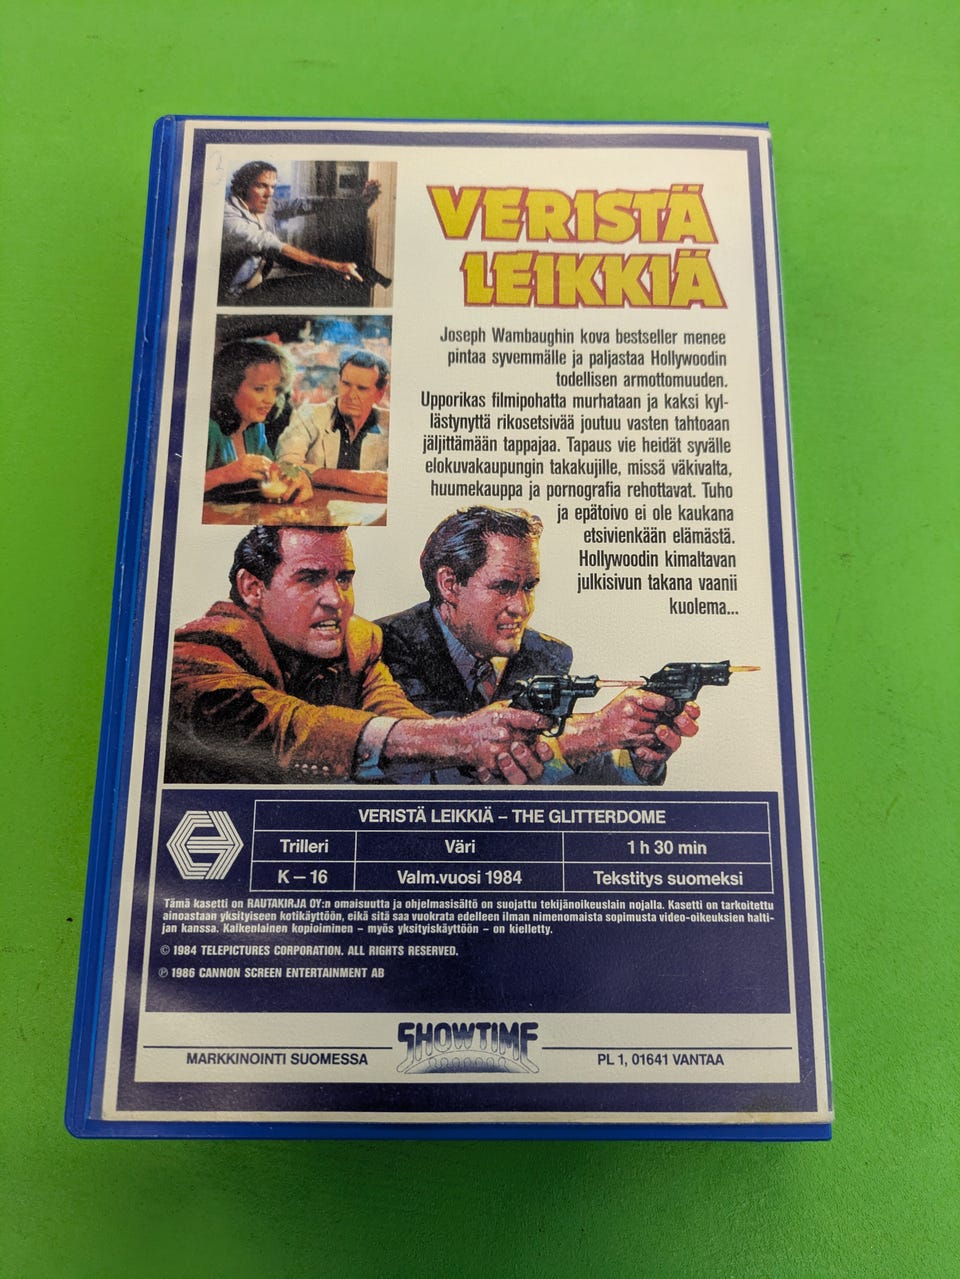 VERISTÄ
LEIKKIÄ
Joseph Wambaughin kova bestseller menee
pintaa syvemmälle ja paljastaa Hollywoodin
todellisen armottomuuden.
Upporikas filmipohatta murhataan ja kaksi kyl-
lästynyttä rikosetsivää joutuu vasten tahtoaan
jäljittämään tappajaa. Tapaus vie heidät syvälle
elokuvakaupungin takakujille, missä väkivalta,
huumekauppa ja pornografia rehottavat. Tuho
ja epätoivo ei ole kaukana
etsivienkään elämästä.
Hollywoodin kimaltavan
julkisivun takana vaanii
kuolema...
VERISTÄ LEIKKIÄ – THE GLITTERDOME
Trilleri Väri 1 h 30 min
K – 16 Valm.vuosi 1984 Tekstitys suomeksi
Tämä kasetti on RAUTAKIRJA OY:n omaisuutta ja ohjelmasisältö on suojattu tekijänoikeuslain nojalla. Kasetti on tarkoitettu
ainoastaan yksityiseen kotikäyttöön, eikä sitä saa vuokrata edelleen ilman nimenomaista sopimusta video-oikeuksien halti-
jan kanssa. Kaikenlainen kopioiminen – myös yksityiskäyttöön – on kielletty.
© 1984 TELEPICTURES CORPORATION. ALL RIGHTS RESERVED.
℗ 1986 CANNON SCREEN ENTERTAINMENT AB
SHOWTIME
MARKKINOINTI SUOMESSA PL 1, 01641 VANTAA